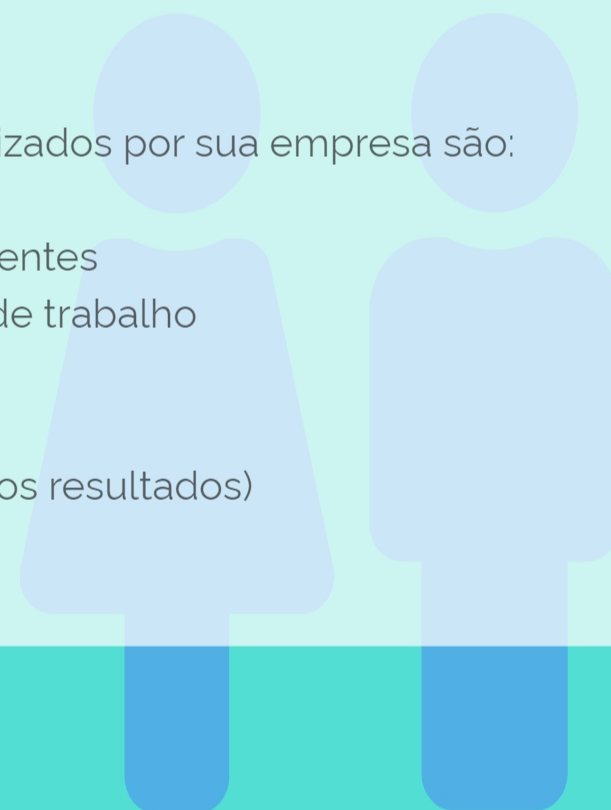 izados por sua empresa são:
entes
de trabalho
os resultados)